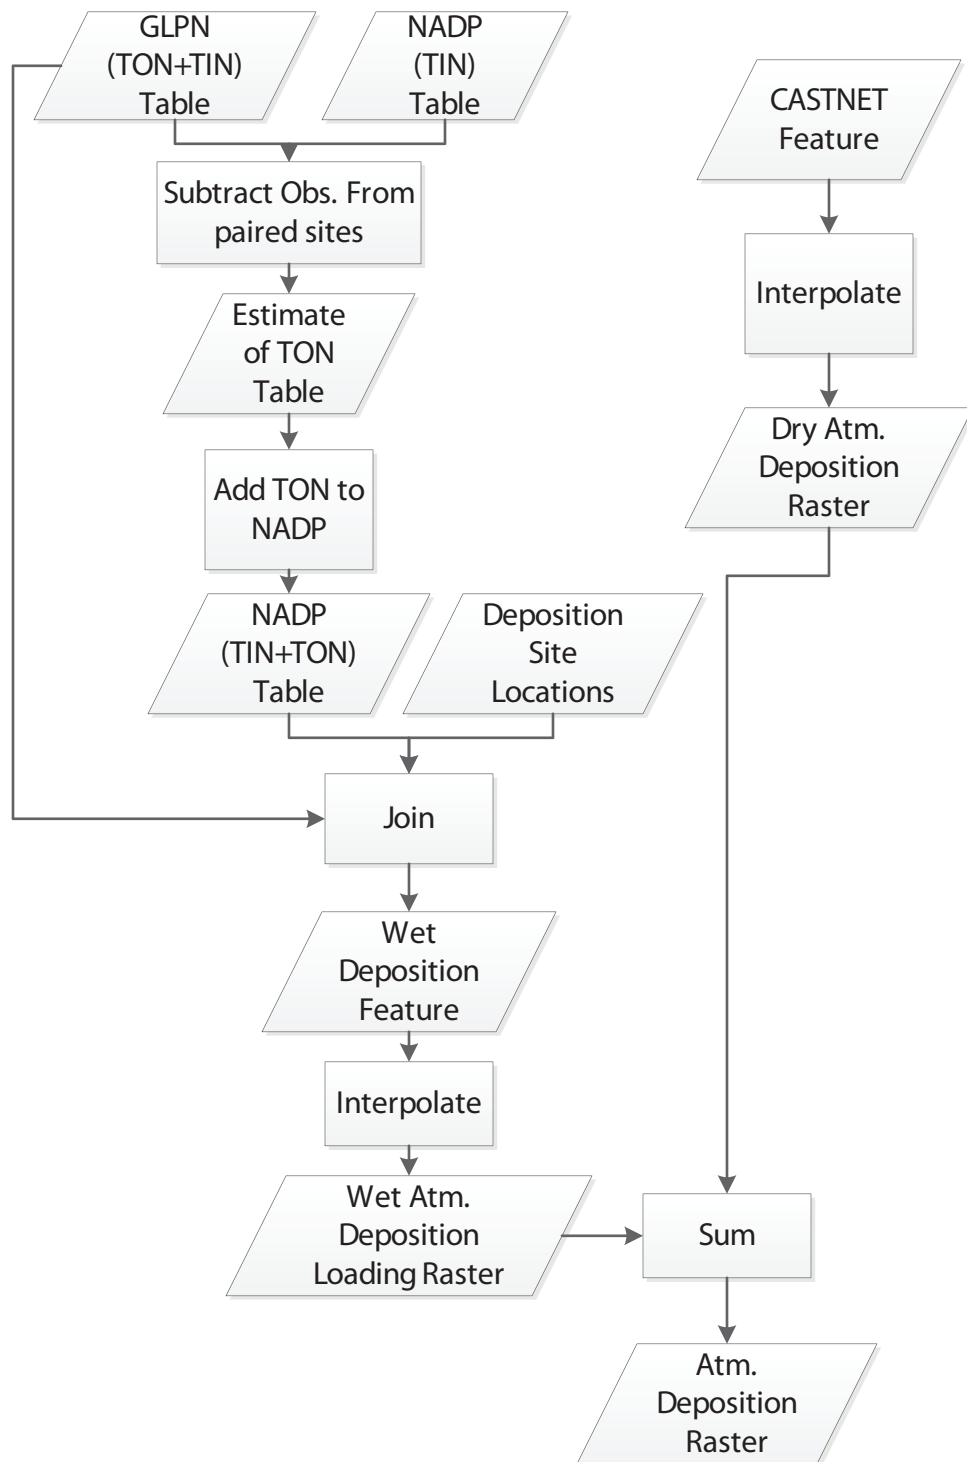 GLPN
(TON+TIN)
Table
NADP
(TIN)
Table
CASTNET
Feature
Subtract Obs. From
paired sites
Interpolate
Estimate
of TON
Table
Dry Atm.
Deposition
Raster
Add TON to
NADP
NADP
(TIN+TON)
Table
Deposition
Site
Locations
Join
Wet
Deposition
Feature
Interpolate
Wet Atm.
Deposition
Loading Raster
Sum
Atm.
Deposition
Raster